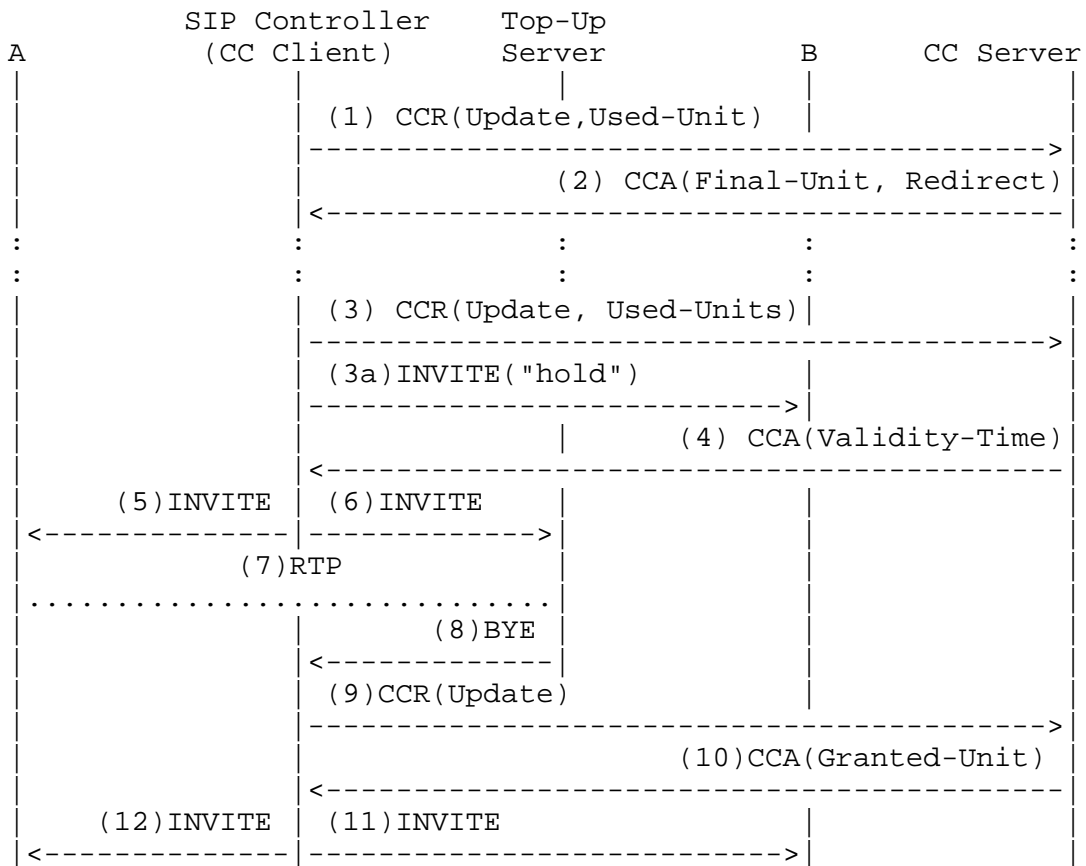 SIP Controller Top-Up
A (CC Client) Server B CC Server
(1) CCR(Update,Used-Unit)
(2) CCA(Final-Unit, Redirect)
(3) CCR(Update, Used-Units)
(3a)INVITE("hold")
(4) CCA(Validity-Time)
(5)INVITE (6)INVITE
(7)RTP
(8)BYE
(9)CCR(Update)
(10)CCA(Granted-Unit)
(12)INVITE (11)INVITE